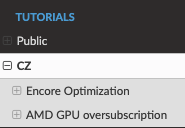 TUTORIALS
Public
CZ
Encore Optimization
AMD GPU oversubscription